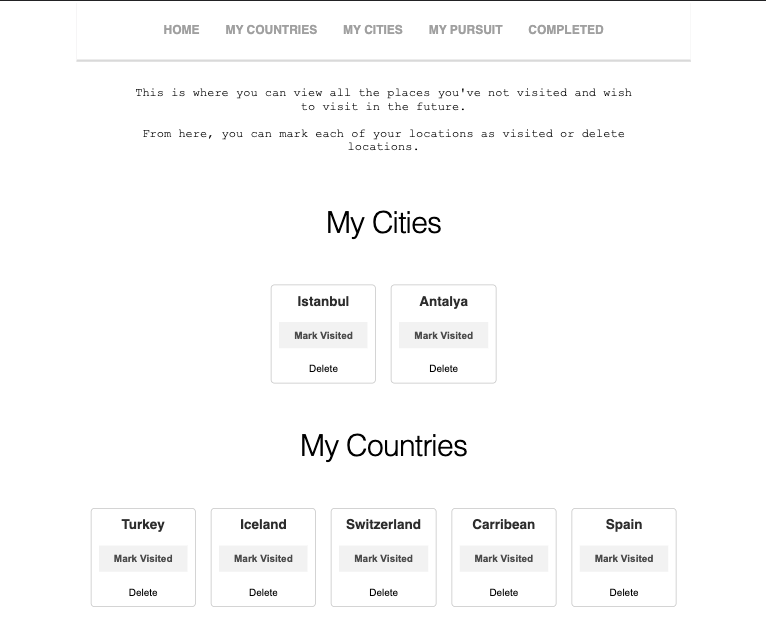 HOME MY COUNTRIES MY CITIES MY PURSUIT COMPLETED
This is where you can view all the places you've not visited and wish
to visit in the future.
From here, you can mark each of your locations as visited or delete
locations.
My Cities
Istanbul Antalya
Mark Visited Mark Visited
Delete Delete
My Countries
Turkey Iceland Switzerland Carribean Spain
Mark Visited Mark Visited Mark Visited Mark Visited Mark Visited
Delete Delete Delete Delete Delete